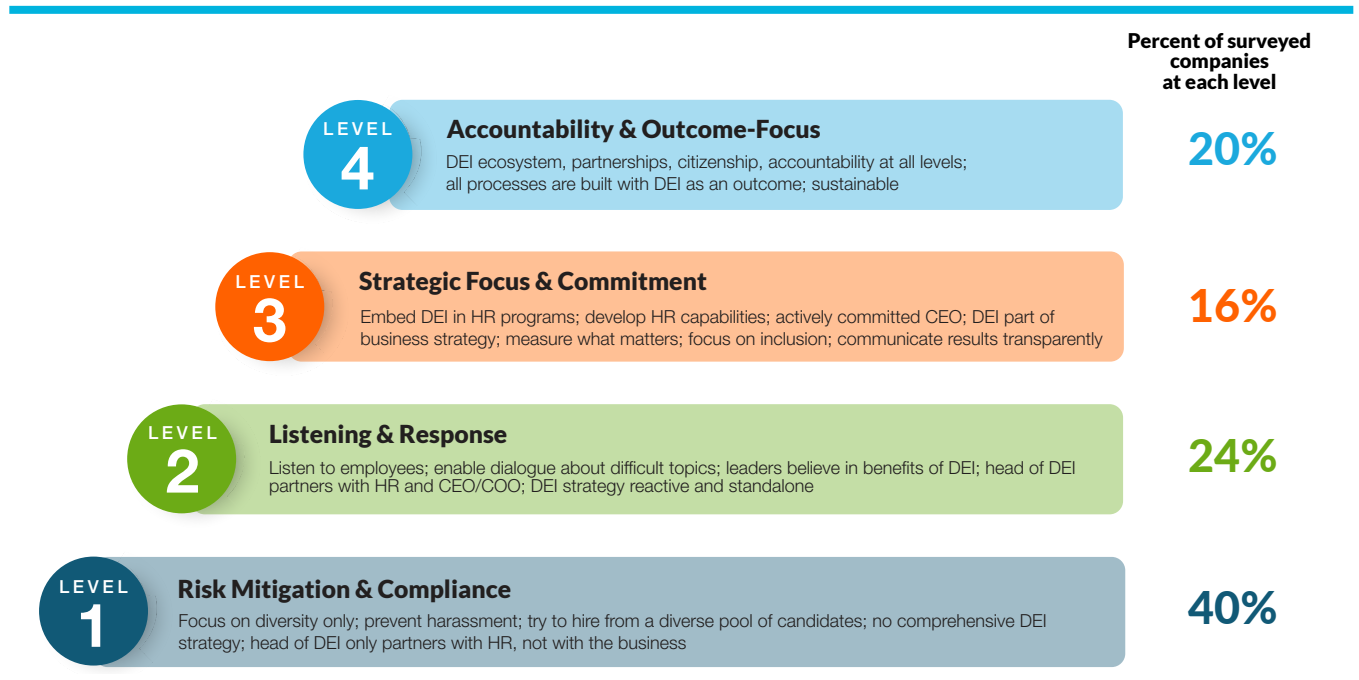 Percent of surveyed
companies
at each level
LEVEL
4
Accountability & Outcome-Focus
DEI ecosystem, partnerships, citizenship, accountability at all levels;
all processes are built with DEI as an outcome; sustainable
20%
LEVEL
3
Strategic Focus & Commitment
Embed DEI in HR programs; develop HR capabilities; actively committed CEO; DEI part of
business strategy; measure what matters; focus on inclusion; communicate results transparently
16%
LEVEL
2
Listening & Response
Listen to employees; enable dialogue about difficult topics; leaders believe in benefits of DEI; head of DEI
partners with HR and CEO/COO; DEI strategy reactive and standalone
24%
LEVEL
1
Risk Mitigation & Compliance
Focus on diversity only; prevent harassment; try to hire from a diverse pool of candidates; no comprehensive DEI
strategy; head of DEI only partners with HR, not with the business
40%